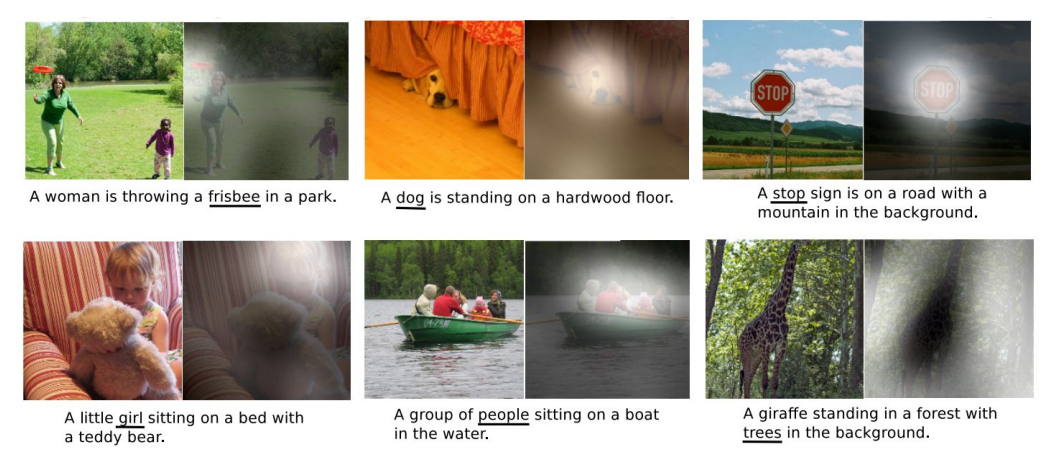 A woman is throwing a frisbee in a park.
A dog is standing on a hardwood floor.
STOP
A stop sign is on a road with a
mountain in the background.
A little girl sitting on a bed with
a teddy bear.
A group of people sitting on a boat
in the water.
A giraffe standing in a forest with
trees in the background.